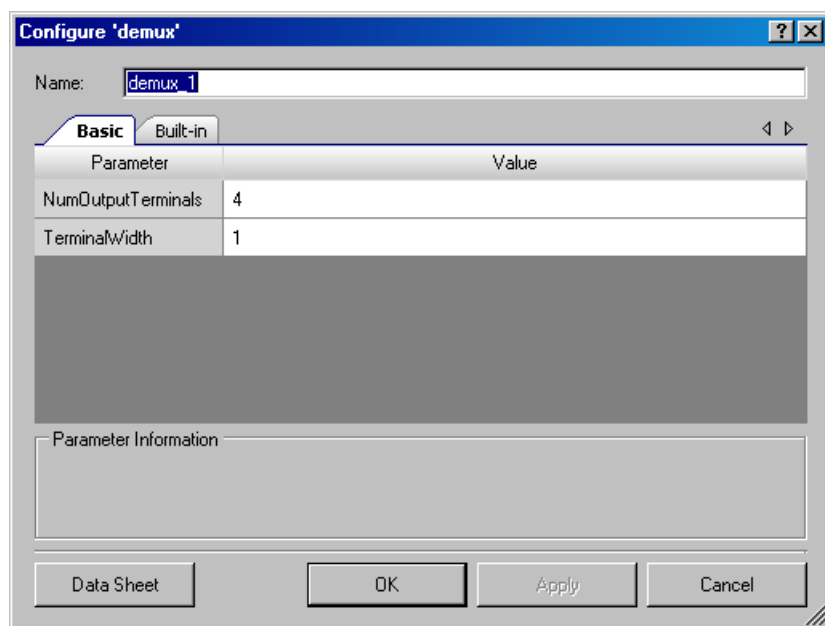 Configure 'demux'
Name: demux_1
Basic Built-in
Parameter Value
NumOutputTerminals 4
TerminalWidth 1
Parameter Information
Data Sheet OK Apply Cancel